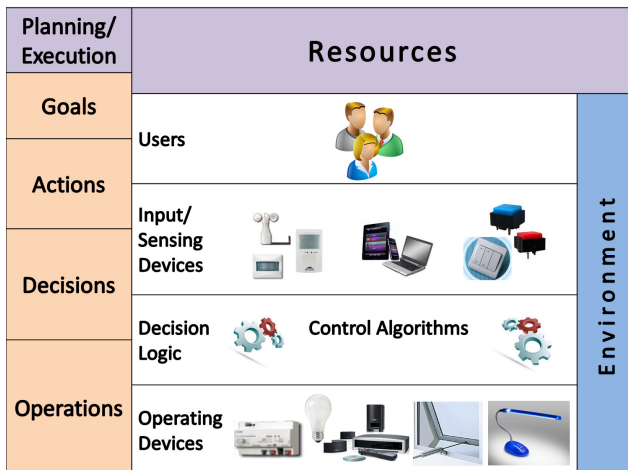 Planning/
Execution
Resources
Goals
Actions
Decisions
Operations
Users
Input/
Sensing
Devices
Decision
Logic
Control Algorithms
Operating
Devices
Environment